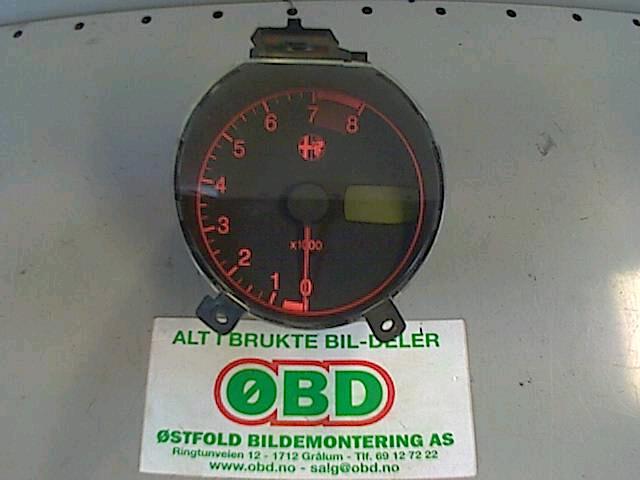 6 7 8
5
4
3
2
1 0
x1000
ALT I BRUKTE BIL-DELER
ØBD
ØSTFOLD BILDEMONTERING AS
Ringtunveien 12 - 1712 Grålum - Tlf. 69 12 72 22
www.obd.no - salg@obd.no